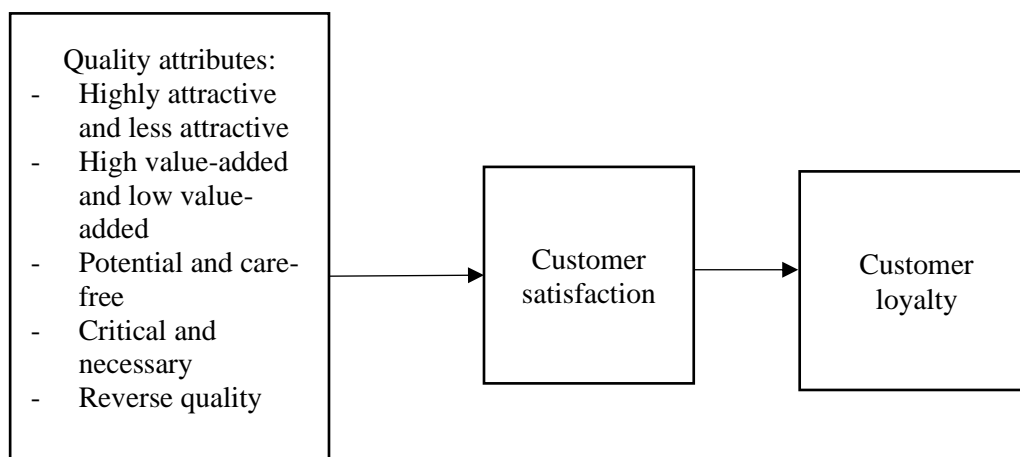 Quality attributes:
- Highly attractive
and less attractive
- High value-added
and low value-
added
- Potential and care-
free
- Critical and
necessary
- Reverse quality
Customer
satisfaction
Customer
loyalty